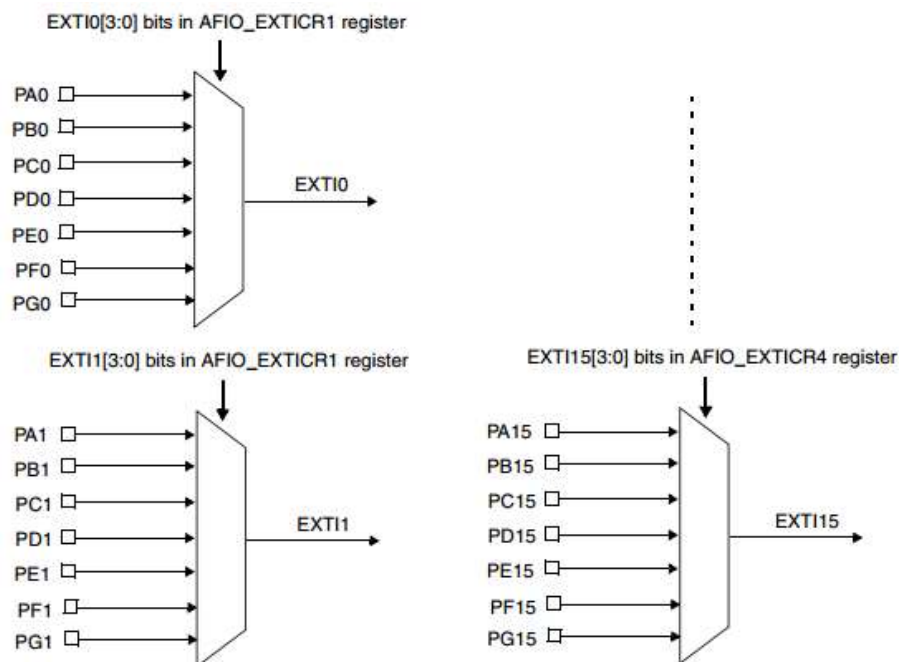 EXTI0[3:0] bits in AFIO_EXTICR1 register
PA0
PB0
PC0
PD0
PE0
PF0
PG0
EXTI0
EXTI1[3:0] bits in AFIO_EXTICR1 register
PA1
PB1
PC1
PD1
PE1
PF1
PG1
EXTI1
EXTI15[3:0] bits in AFIO_EXTICR4 register
PA15
PB15
PC15
PD15
PE15
PF15
PG15
EXTI15